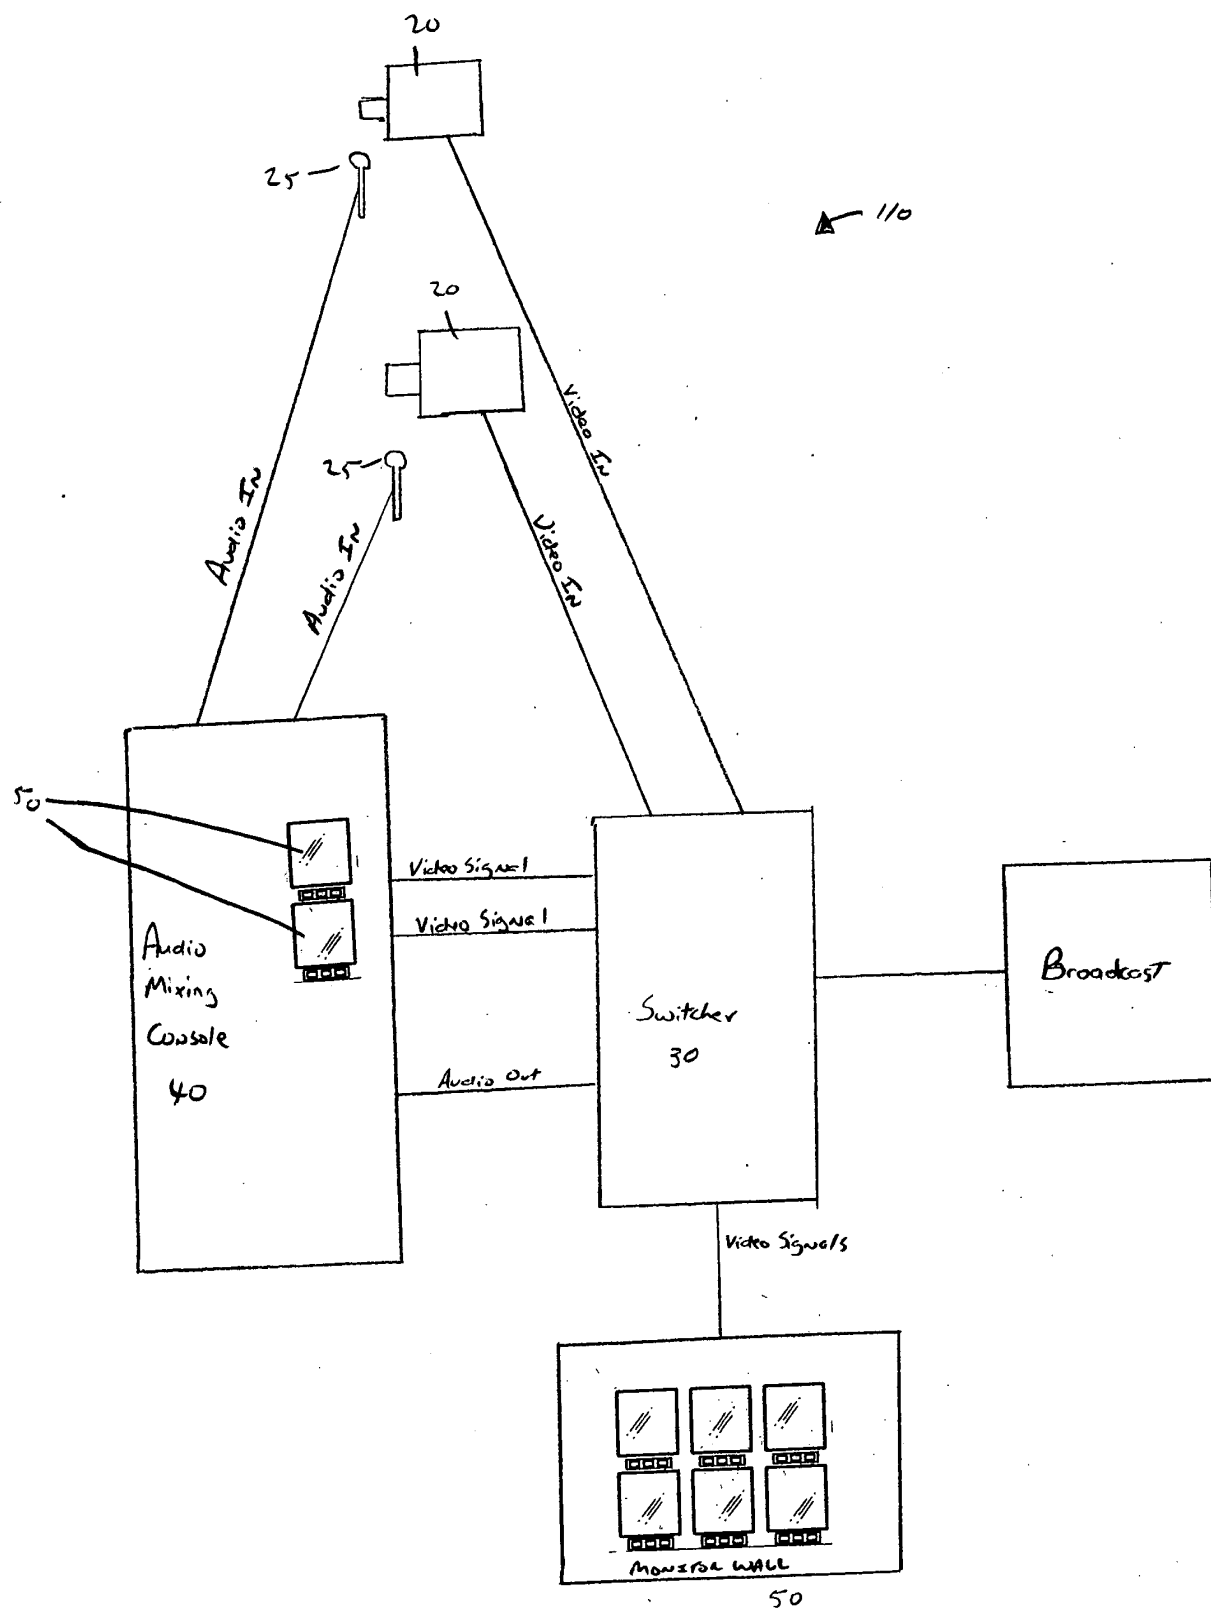 20
25
110
20
Video IN
25
Audio IN
Audio IN
Video IN
50
Video Signal
Video Signal
Audio
Mixing
Console
40
Broadcast
Switcher
30
Audio Out
Video Signals
MONITOR WALL
50